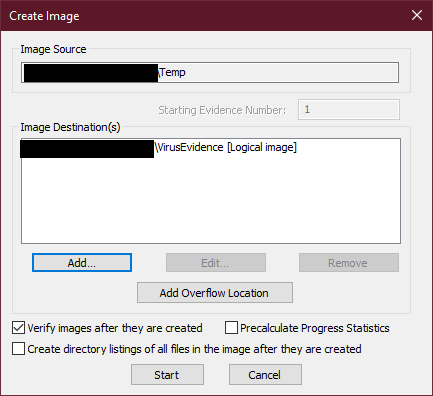 Create Image
Image Source
\Temp
Starting Evidence Number: 1
Image Destination(s)
\VirusEvidence [Logical image]
Add... Edit... Remove
Add Overflow Location
Verify images after they are created Precalculate Progress Statistics
Create directory listings of all files in the image after they are created
Start Cancel